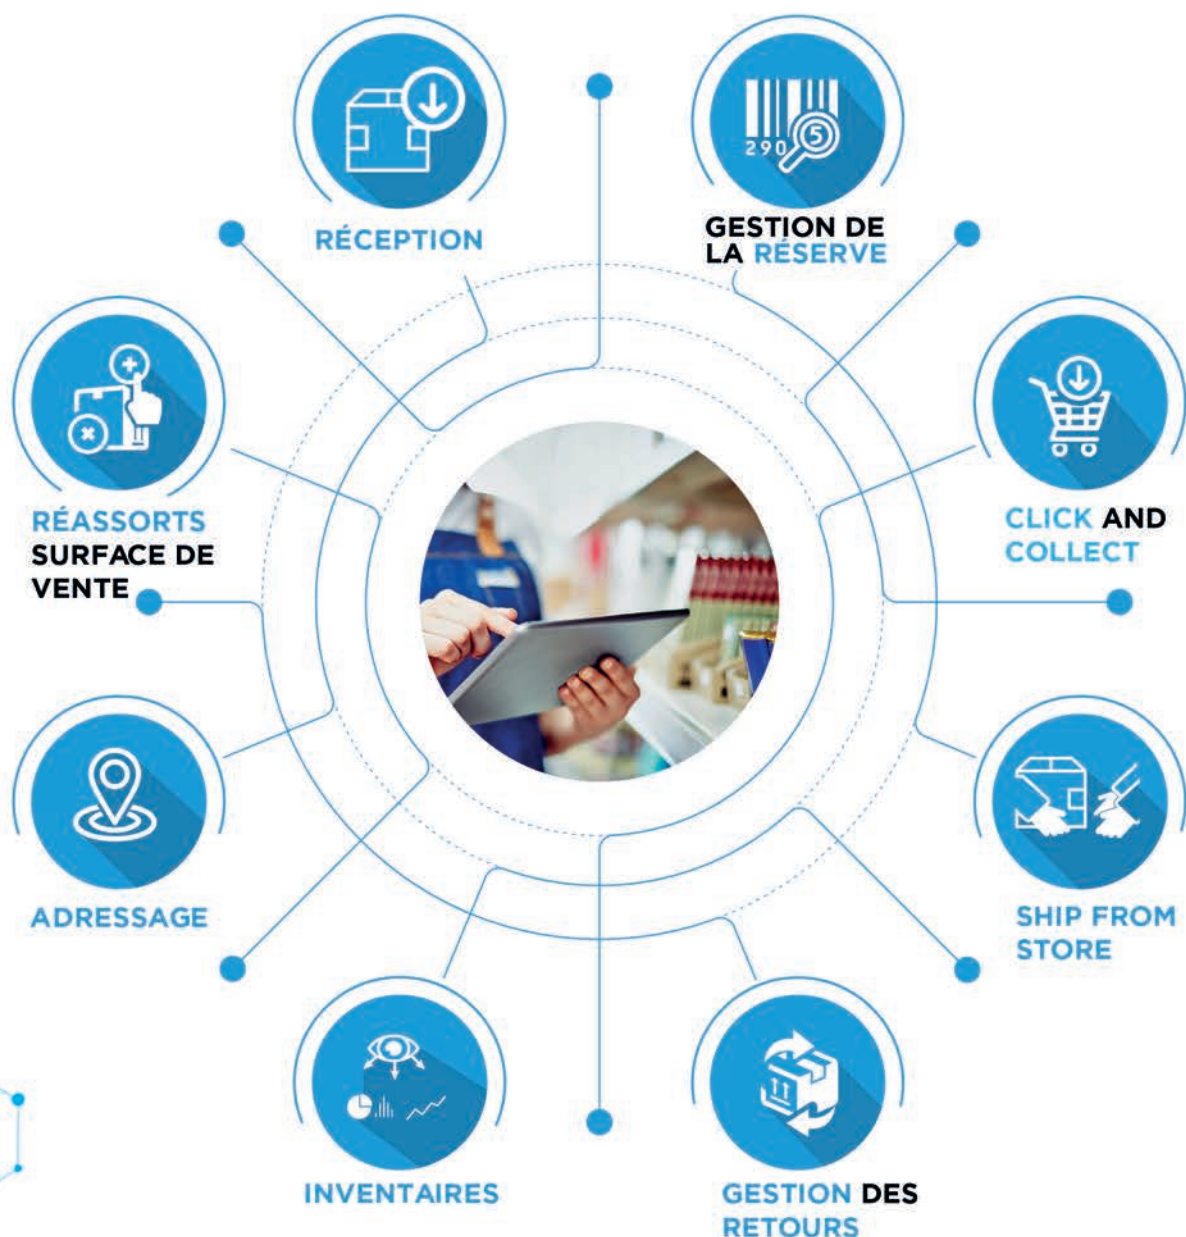 290
5
RÉCEPTION
GESTION DE
LA RÉSERVE
RÉASSORTS
SURFACE DE
VENTE
CLICK AND
COLLECT
ADRESSAGE
SHIP FROM
STORE
INVENTAIRES
GESTION DES
RETOURS